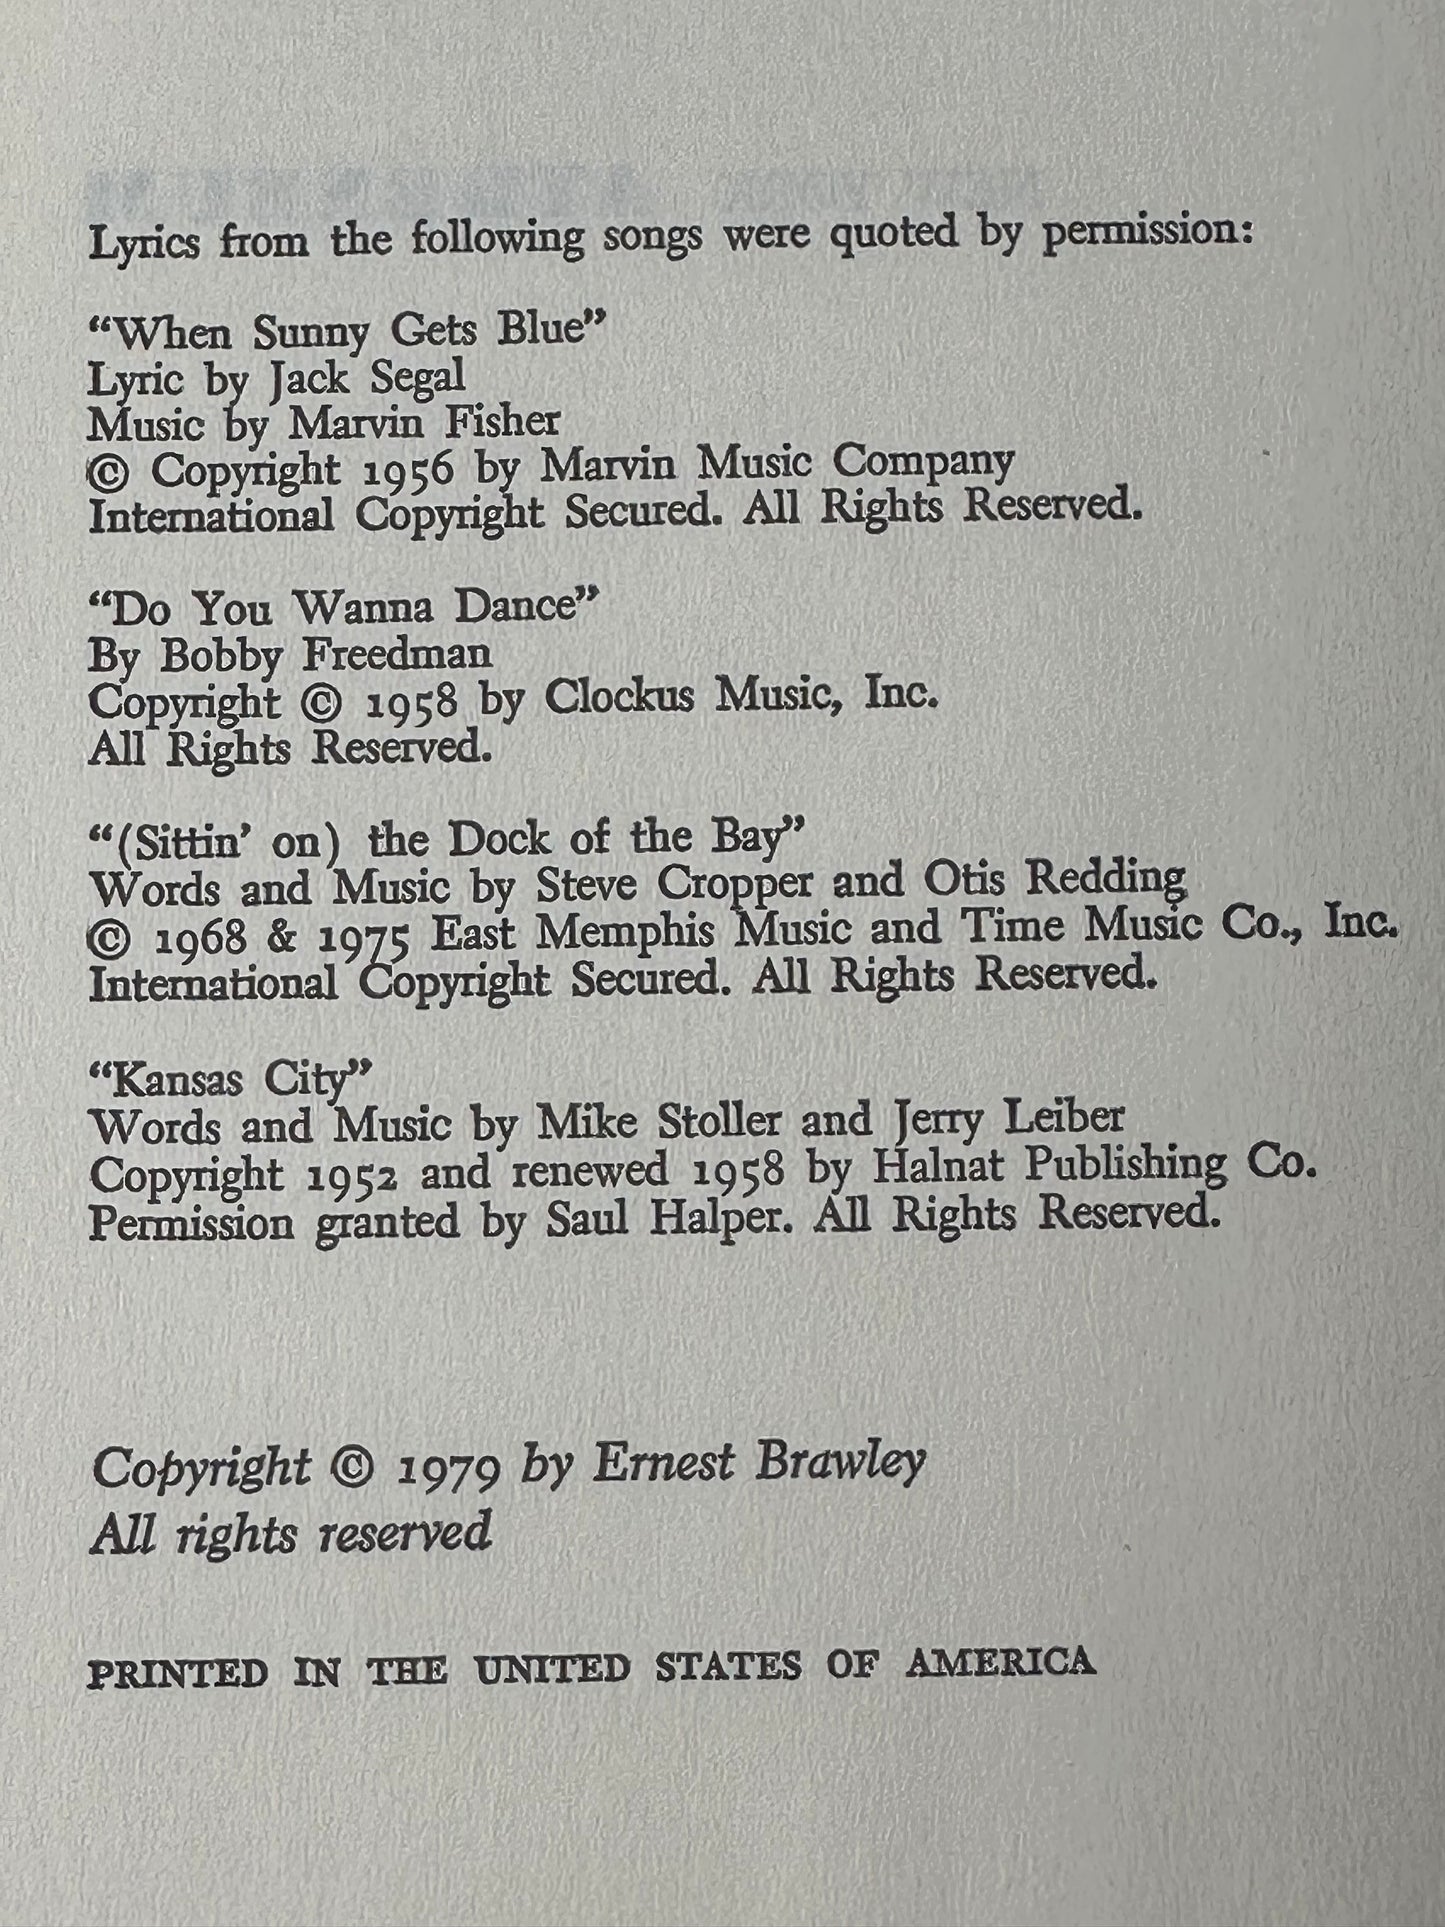 Lyrics from the following songs were quoted by permission:
“When Sunny Gets Blue”
Lyric by Jack Segal
Music by Marvin Fisher
© Copyright 1956 by Marvin Music Company
International Copyright Secured. All Rights Reserved.
“Do You Wanna Dance”
By Bobby Freedman
Copyright © 1958 by Clockus Music, Inc.
All Rights Reserved.
“(Sittin’ on) the Dock of the Bay”
Words and Music by Steve Cropper and Otis Redding
© 1968 & 1975 East Memphis Music and Time Music Co., Inc.
International Copyright Secured. All Rights Reserved.
“Kansas City”
Words and Music by Mike Stoller and Jerry Leiber
Copyright 1952 and renewed 1958 by Halnat Publishing Co.
Permission granted by Saul Halper. All Rights Reserved.
Copyright © 1979 by Ernest Brawley
All rights reserved
PRINTED IN THE UNITED STATES OF AMERICA